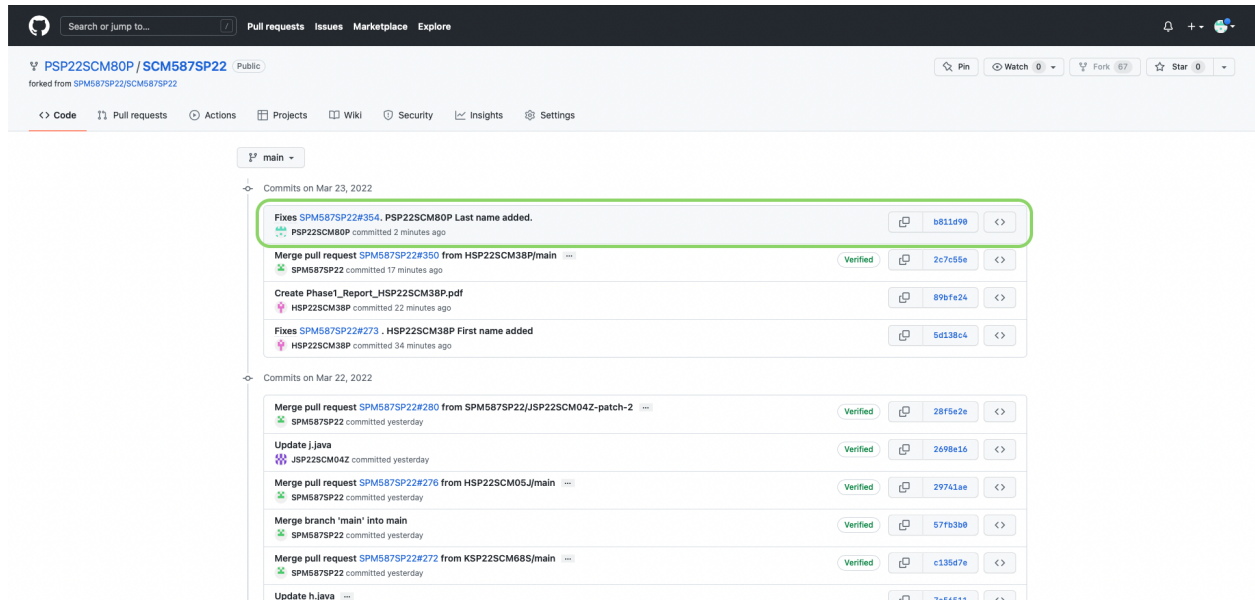 Search or jump to... / Pull requests Issues Marketplace Explore
PSP22SCM80P / SCM587SP22 Public
Pin Watch 0 Fork 67 Star 0
forked from SPM587SP22/SCM587SP22
Code Pull requests Actions Projects Wiki Security Insights Settings
main
Commits on Mar 23, 2022
Fixes SPM587SP22#354. PSP22SCM80P Last name added.
PSP22SCM80P committed 2 minutes ago
b811d90
Merge pull request SPM587SP22#350 from HSP22SCM38P/main ...
SPM587SP22 committed 17 minutes ago
Verified 2c7c55e
Create Phase1_Report_HSP22SCM38P.pdf
HSP22SCM38P committed 22 minutes ago
89bfe24
Fixes SPM587SP22#273 . HSP22SCM38P First name added
HSP22SCM38P committed 34 minutes ago
5d138c4
Commits on Mar 22, 2022
Merge pull request SPM587SP22#280 from SPM587SP22/JSP22SCM04Z-patch-2 ...
SPM587SP22 committed yesterday
Verified 28f5e2e
Update j.java
JSP22SCM04Z committed yesterday
Verified 2698e16
Merge pull request SPM587SP22#276 from HSP22SCM05J/main ...
SPM587SP22 committed yesterday
Verified 29741ae
Merge branch 'main' into main
SPM587SP22 committed yesterday
Verified 57fb3b0
Merge pull request SPM587SP22#272 from KSP22SCM68S/main ...
SPM587SP22 committed yesterday
Verified c135d7e
Update h.java ...